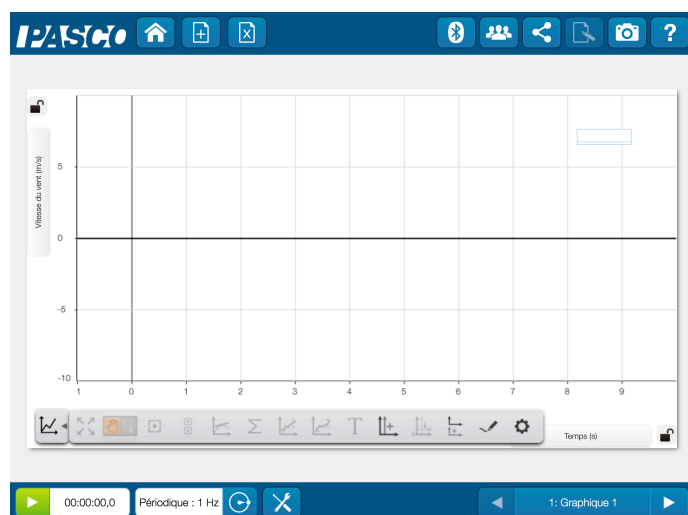 PASCO
?
Vitesse du vent (m/s)
5
0
-5
-10
1 0 1 2 3 4 5 6 7 8 9
Σ T
Temps (s)
00:00:00,0 Périodique : 1 Hz 1: Graphique 1